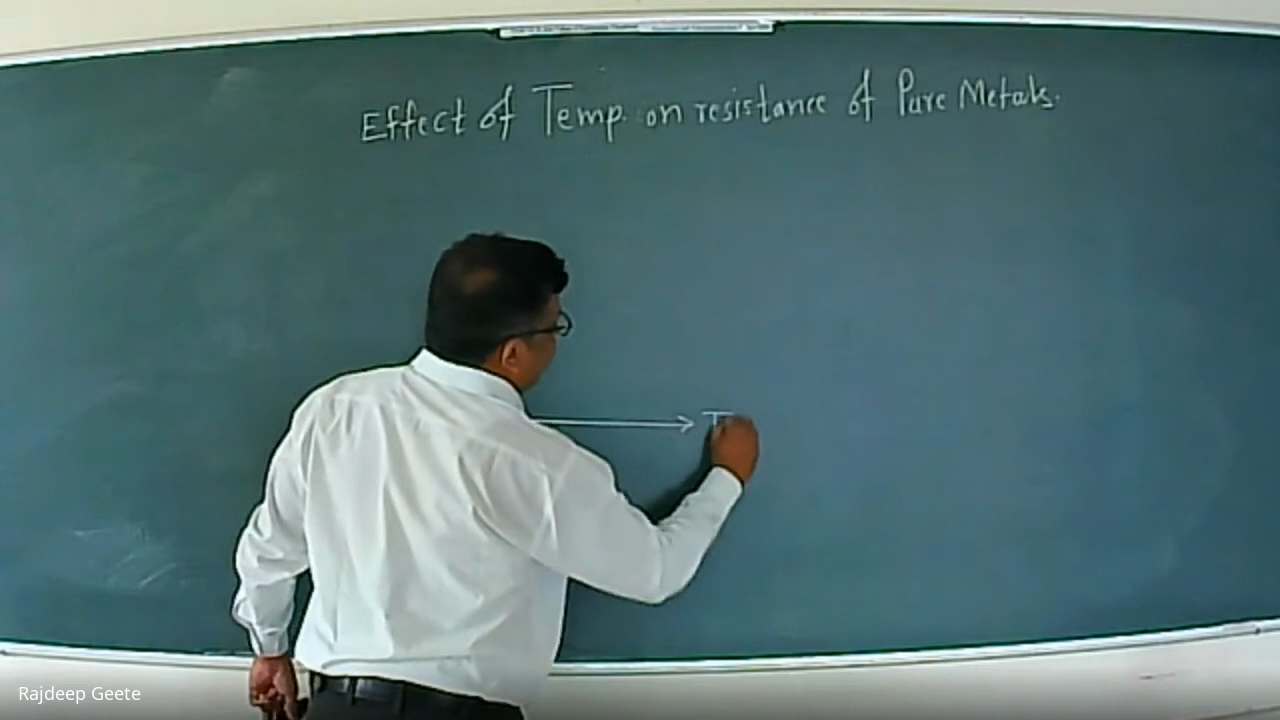 Effect of Temp. on resistance of Pure Metals.
T
Rajdeep Geete